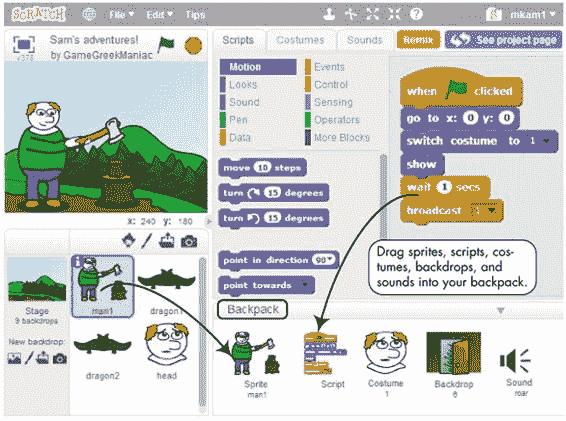 SCRATCH
File
Edit
Tips
mkam1
v378
Sam's adventures!
by GameGreekManiac
x: 240 y: 180
Scripts
Costumes
Sounds
Remix
See project page
Motion
Looks
Sound
Pen
Data
Events
Control
Sensing
Operators
More Blocks
move 10 steps
turn 15 degrees
turn 15 degrees
point in direction 90
point towards
when clicked
go to x: 0 y: 0
switch costume to 1
show
wait 1 secs
broadcast
Drag sprites, scripts, cos-
tumes, backdrops, and
sounds into your backpack.
Stage
9 backdrops
New backdrop:
man1
dragon1
dragon2
head
Backpack
Sprite
man1
Script
Costume
1
Backdrop
6
Sound
roar